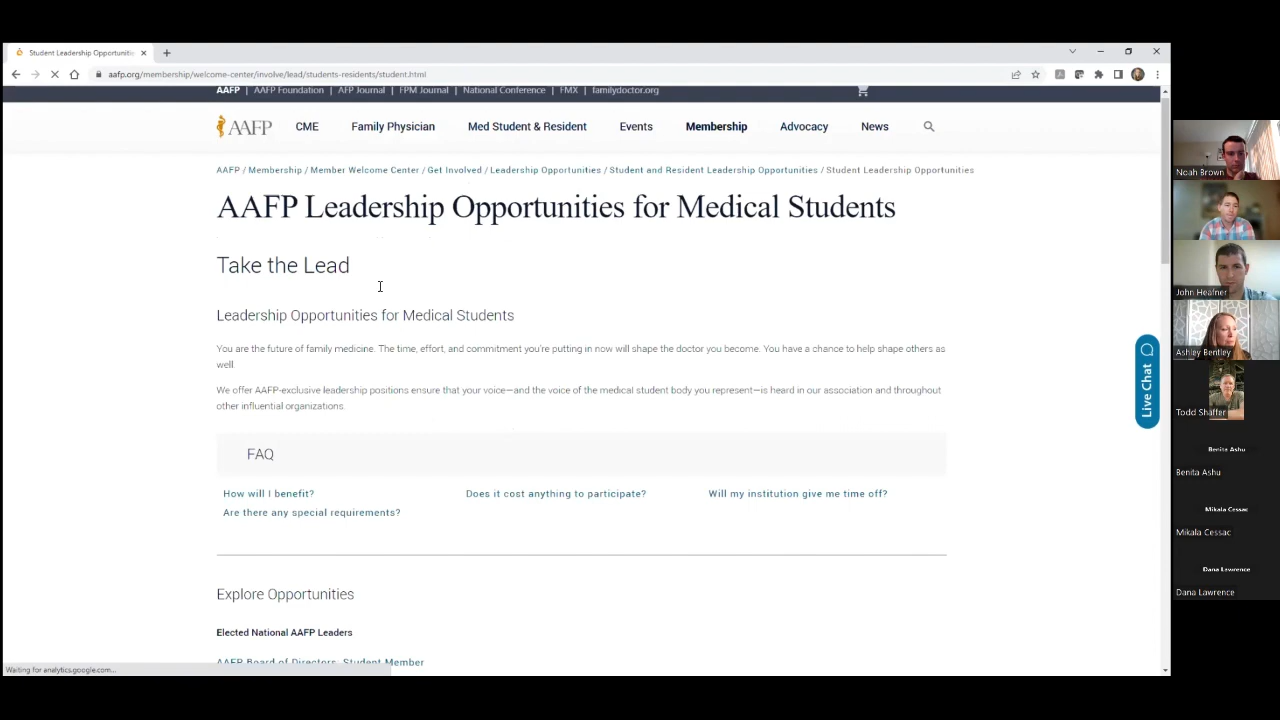 Student Leadership Opportuniti
aafp.org/membership/welcome-center/involve/lead/students-residents/student.html
AAFP | AAFP Foundation | AFP Journal | FPM Journal | National Conference | FMX | familydoctor.org
AAFP CME Family Physician Med Student & Resident Events Membership Advocacy News
AAFP / Membership / Member Welcome Center / Get Involved / Leadership Opportunities / Student and Resident Leadership Opportunities / Student Leadership Opportunities
AAFP Leadership Opportunities for Medical Students
Take the Lead
Leadership Opportunities for Medical Students
You are the future of family medicine. The time, effort, and commitment you're putting in now will shape the doctor you become. You have a chance to help shape others as
well.
We offer AAFP-exclusive leadership positions ensure that your voice—and the voice of the medical student body you represent—is heard in our association and throughout
other influential organizations.
FAQ
How will I benefit? Does it cost anything to participate? Will my institution give me time off?
Are there any special requirements?
Explore Opportunities
Elected National AAFP Leaders
AAFP Board of Directors: Student Member
Waiting for analytics.google.com...
Live Chat
Noah Brown
John Heafner
Ashley Bentley
Todd Shaffer
Benita Ashu
Benita Ashu
Mikala Cessac
Mikala Cessac
Dana Lawrence
Dana Lawrence